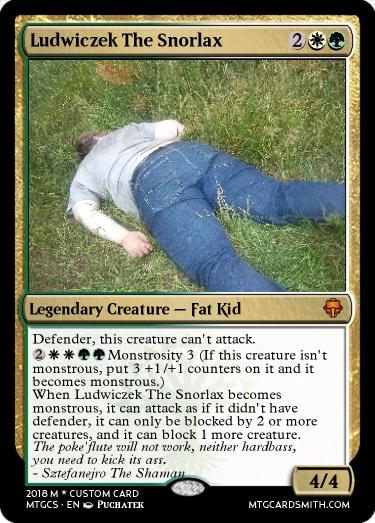 Ludwiczek The Snorlax 2
Legendary Creature — Fat Kid
Defender, this creature can't attack.
2 Monstrosity 3 (If this creature isn't
monstrous, put 3 +1/+1 counters on it and it
becomes monstrous.)
When Ludwiczek The Snorlax becomes
monstrous, it can attack as if it didn't have
defender, it can only be blocked by 2 or more
creatures, and it can block 1 more creature.
The poke'flute will not work, neither hardbass,
you need to kick its ass.
- Sztefanejro The Shaman
4/4
2018 M * CUSTOM CARD
MTGCS • EN PUCHATEK
MTGCARDSMITH.COM